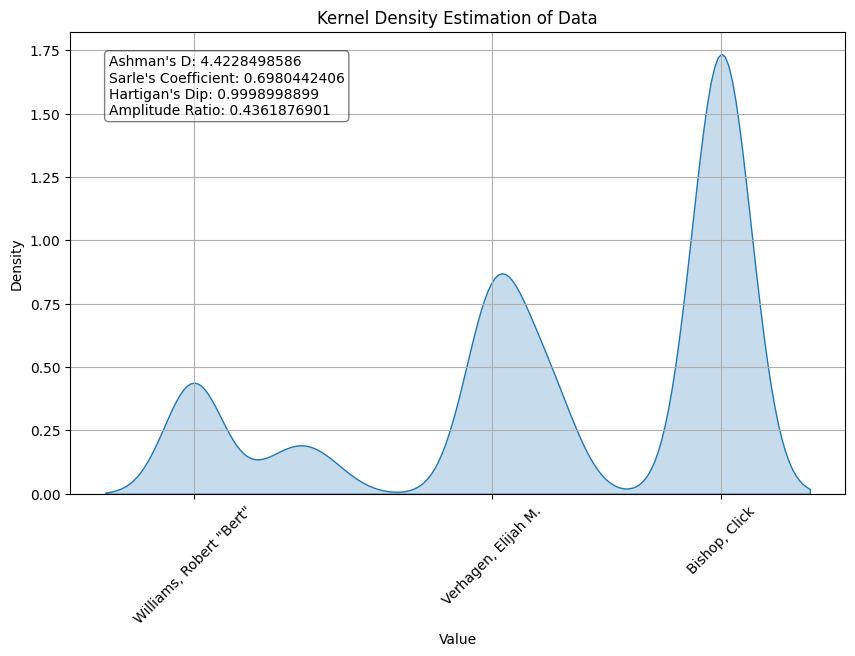 Kernel Density Estimation of Data
Ashman's D: 4.4228498586
Sarle's Coefficient: 0.6980442406
Hartigan's Dip: 0.9998998899
Amplitude Ratio: 0.4361876901
Density
1.75
1.50
1.25
1.00
0.75
0.50
0.25
0.00
Williams, Robert "Bert"
Verhagen, Elijah M.
Bishop, Click
Value